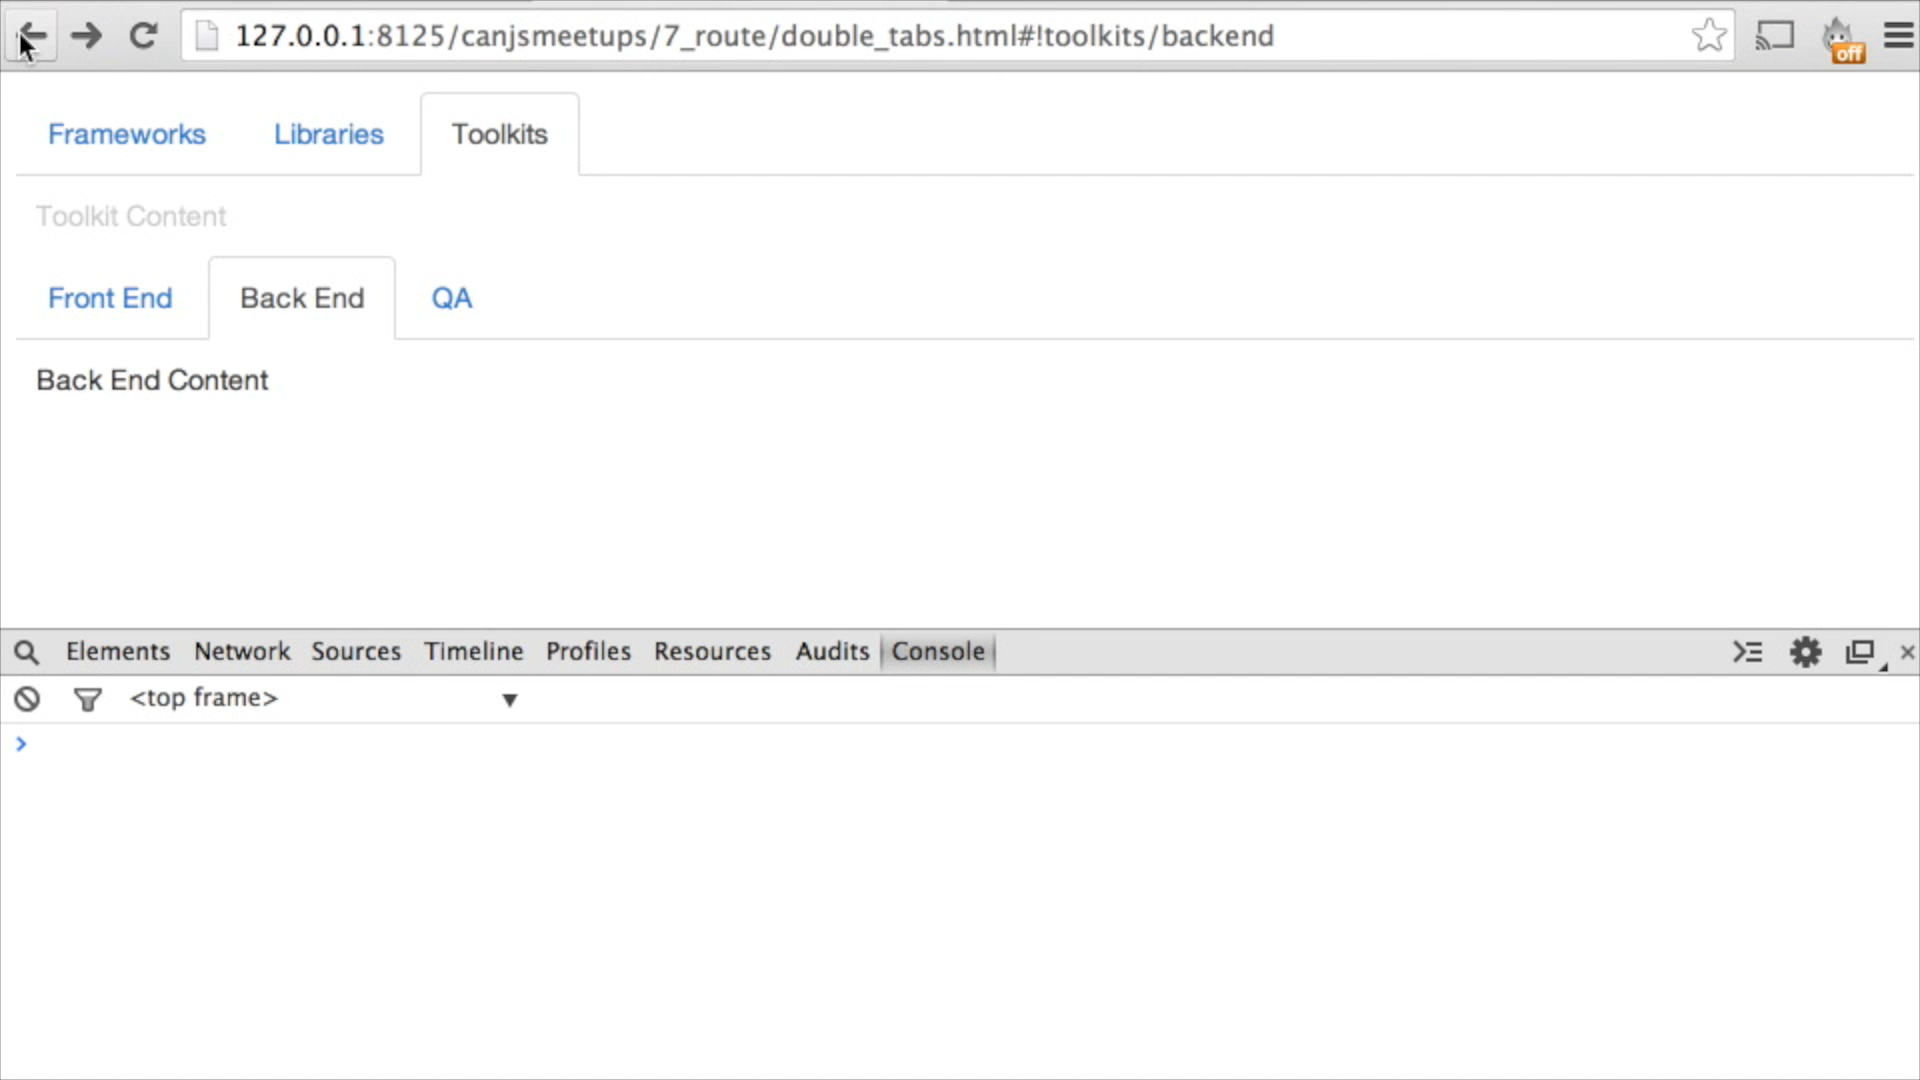 127.0.0.1:8125/canjsmeetups/7_route/double_tabs.html#!toolkits/backend
off
Frameworks Libraries Toolkits
Toolkit Content
Front End Back End QA
Back End Content
Elements Network Sources Timeline Profiles Resources Audits Console
<top frame>